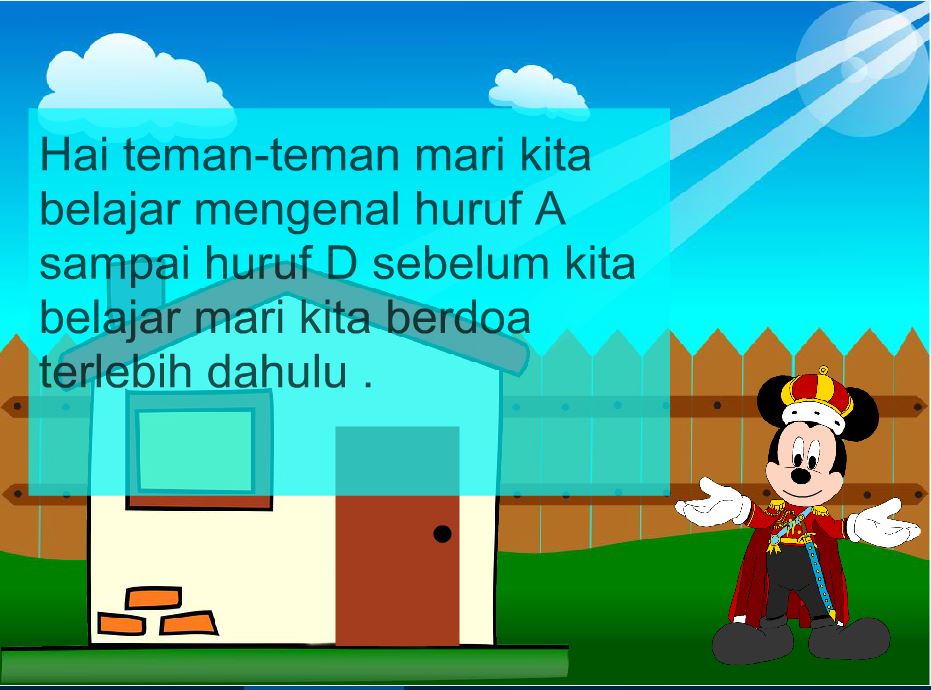 Hai teman-teman mari kita
belajar mengenal huruf A
sampai huruf D sebelum kita
belajar mari kita berdoa
terlebih dahulu .